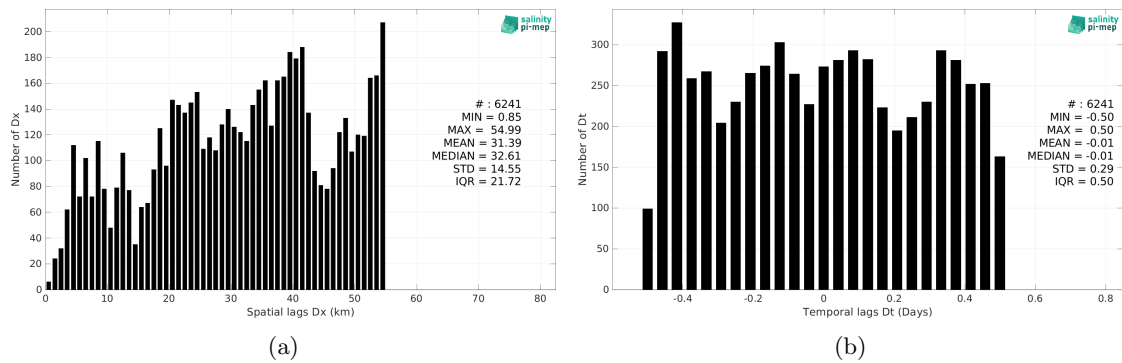 salinity
pi-mep
Number of Dx
200
180
160
140
120
100
80
60
40
20
0
# : 6241
MIN = 0.85
MAX = 54.99
MEAN = 31.39
MEDIAN = 32.61
STD = 14.55
IQR = 21.72
0 10 20 30 40 50 60 70 80
Spatial lags Dx (km)
(a)
salinity
pi-mep
Number of Dt
300
250
200
150
100
50
0
# : 6241
MIN = -0.50
MAX = 0.50
MEAN = -0.01
MEDIAN = -0.01
STD = 0.29
IQR = 0.50
-0.4 -0.2 0 0.2 0.4 0.6 0.8
Temporal lags Dt (Days)
(b)